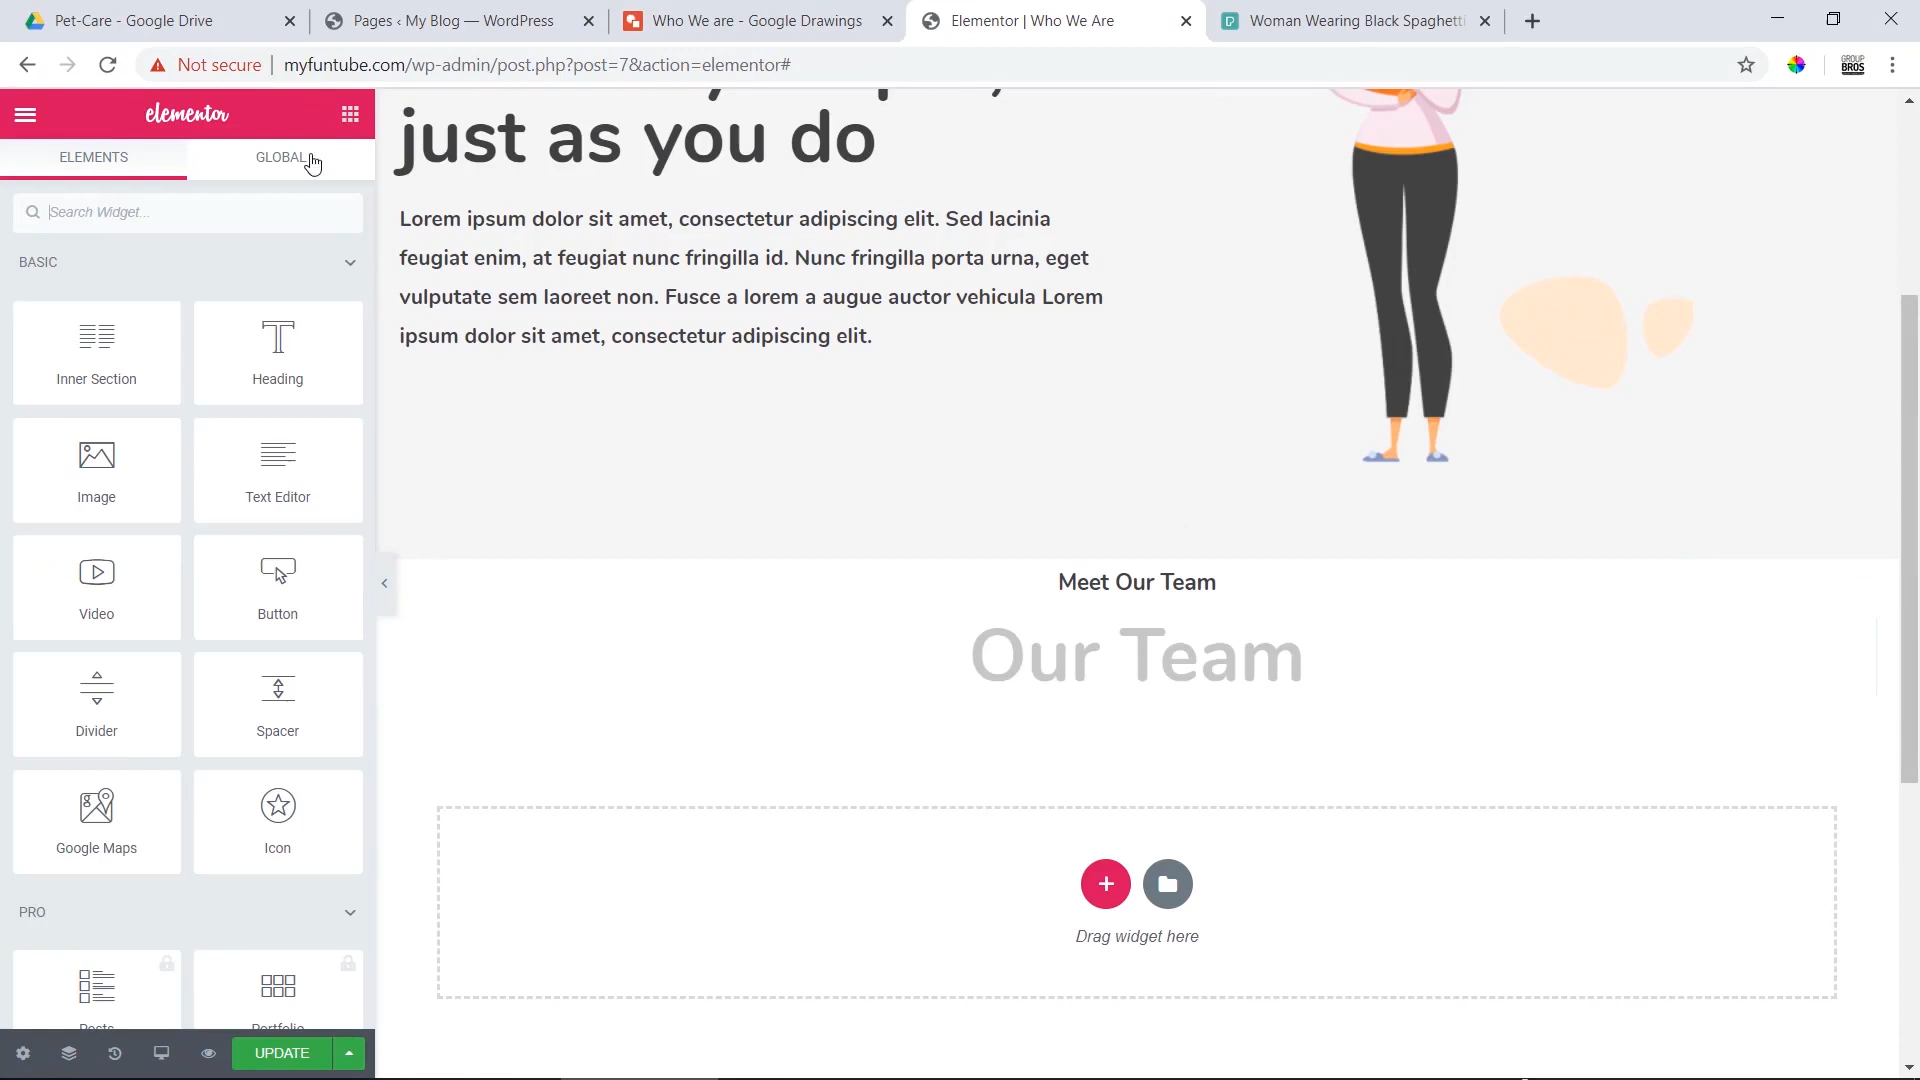 Pet-Care - Google Drive
Pages ‹ My Blog — WordPress
Who We are - Google Drawings
Elementor | Who We Are
Woman Wearing Black Spaghetti
Not secure
myfuntube.com/wp-admin/post.php?post=7&action=elementor#
GROUP
BROS
elementor
ELEMENTS
GLOBAL
Search Widget...
BASIC
Inner Section
Heading
Image
Text Editor
Video
Button
Divider
Spacer
Google Maps
Icon
PRO
Posts
Portfolio
UPDATE
just as you do
Lorem ipsum dolor sit amet, consectetur adipiscing elit. Sed lacinia
feugiat enim, at feugiat nunc fringilla id. Nunc fringilla porta urna, eget
vulputate sem laoreet non. Fusce a lorem a augue auctor vehicula Lorem
ipsum dolor sit amet, consectetur adipiscing elit.
Meet Our Team
Our Team
Drag widget here